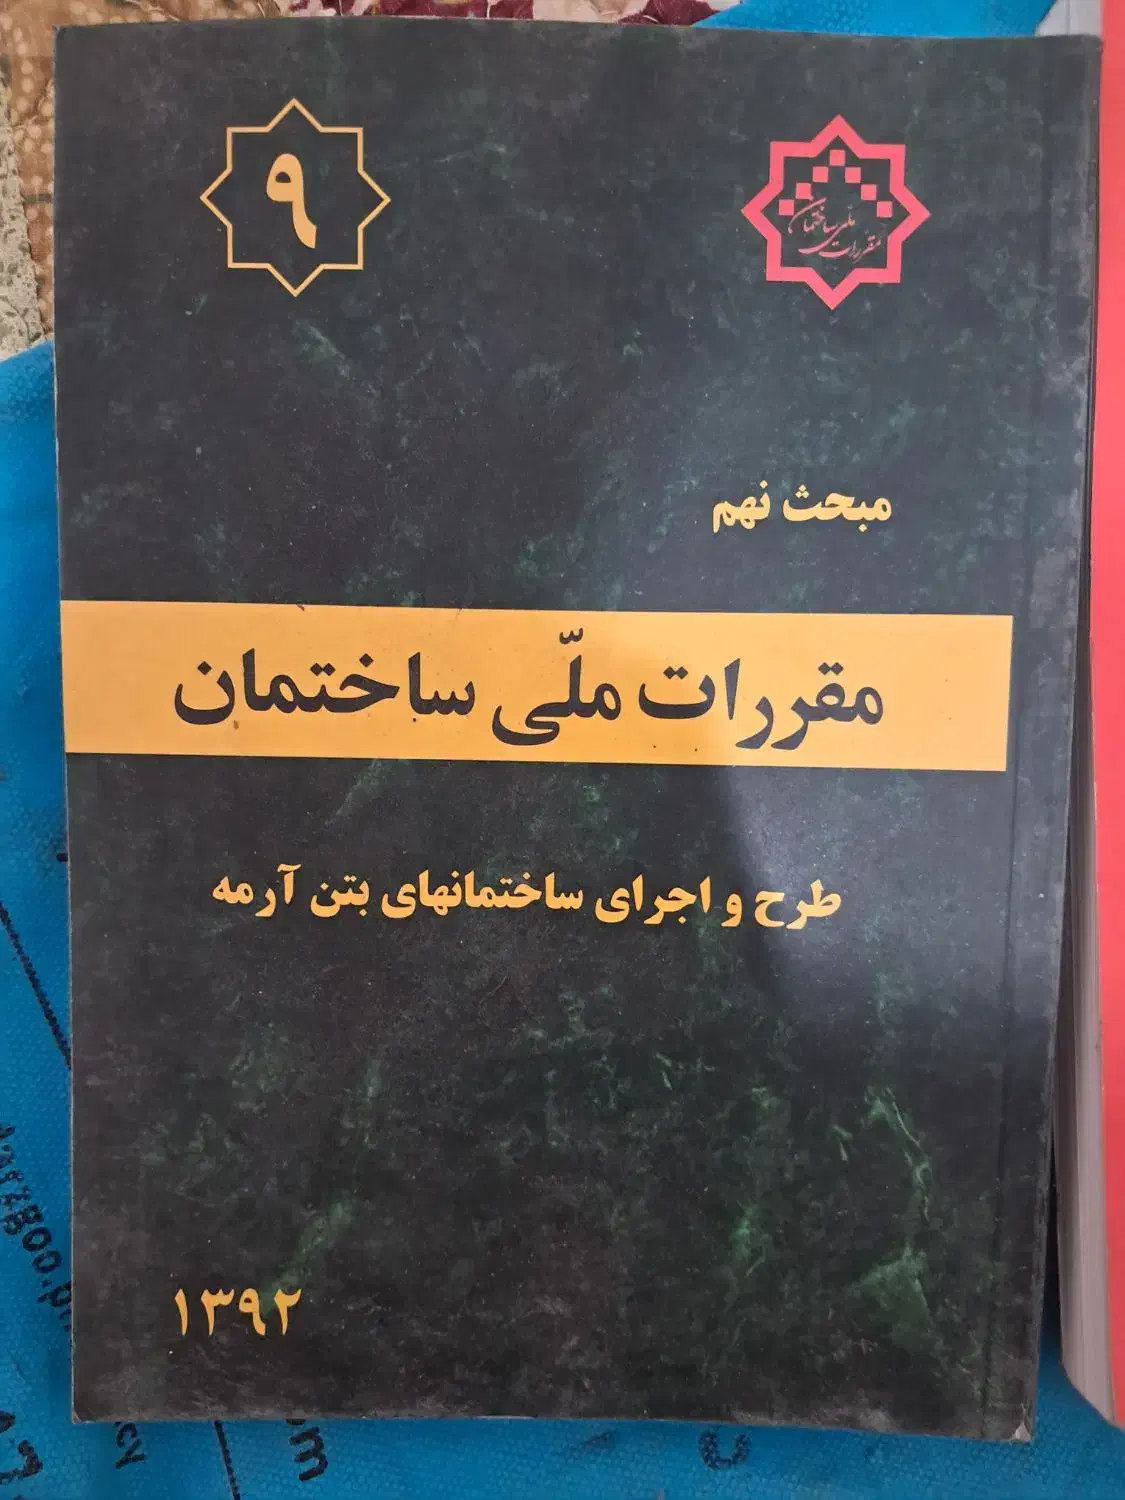 ۹
مقررات ملی ساختمان
مبحث نهم
مقررات ملّی ساختمان
طرح و اجرای ساختمانهای بتن آرمه
۱۳۹۲